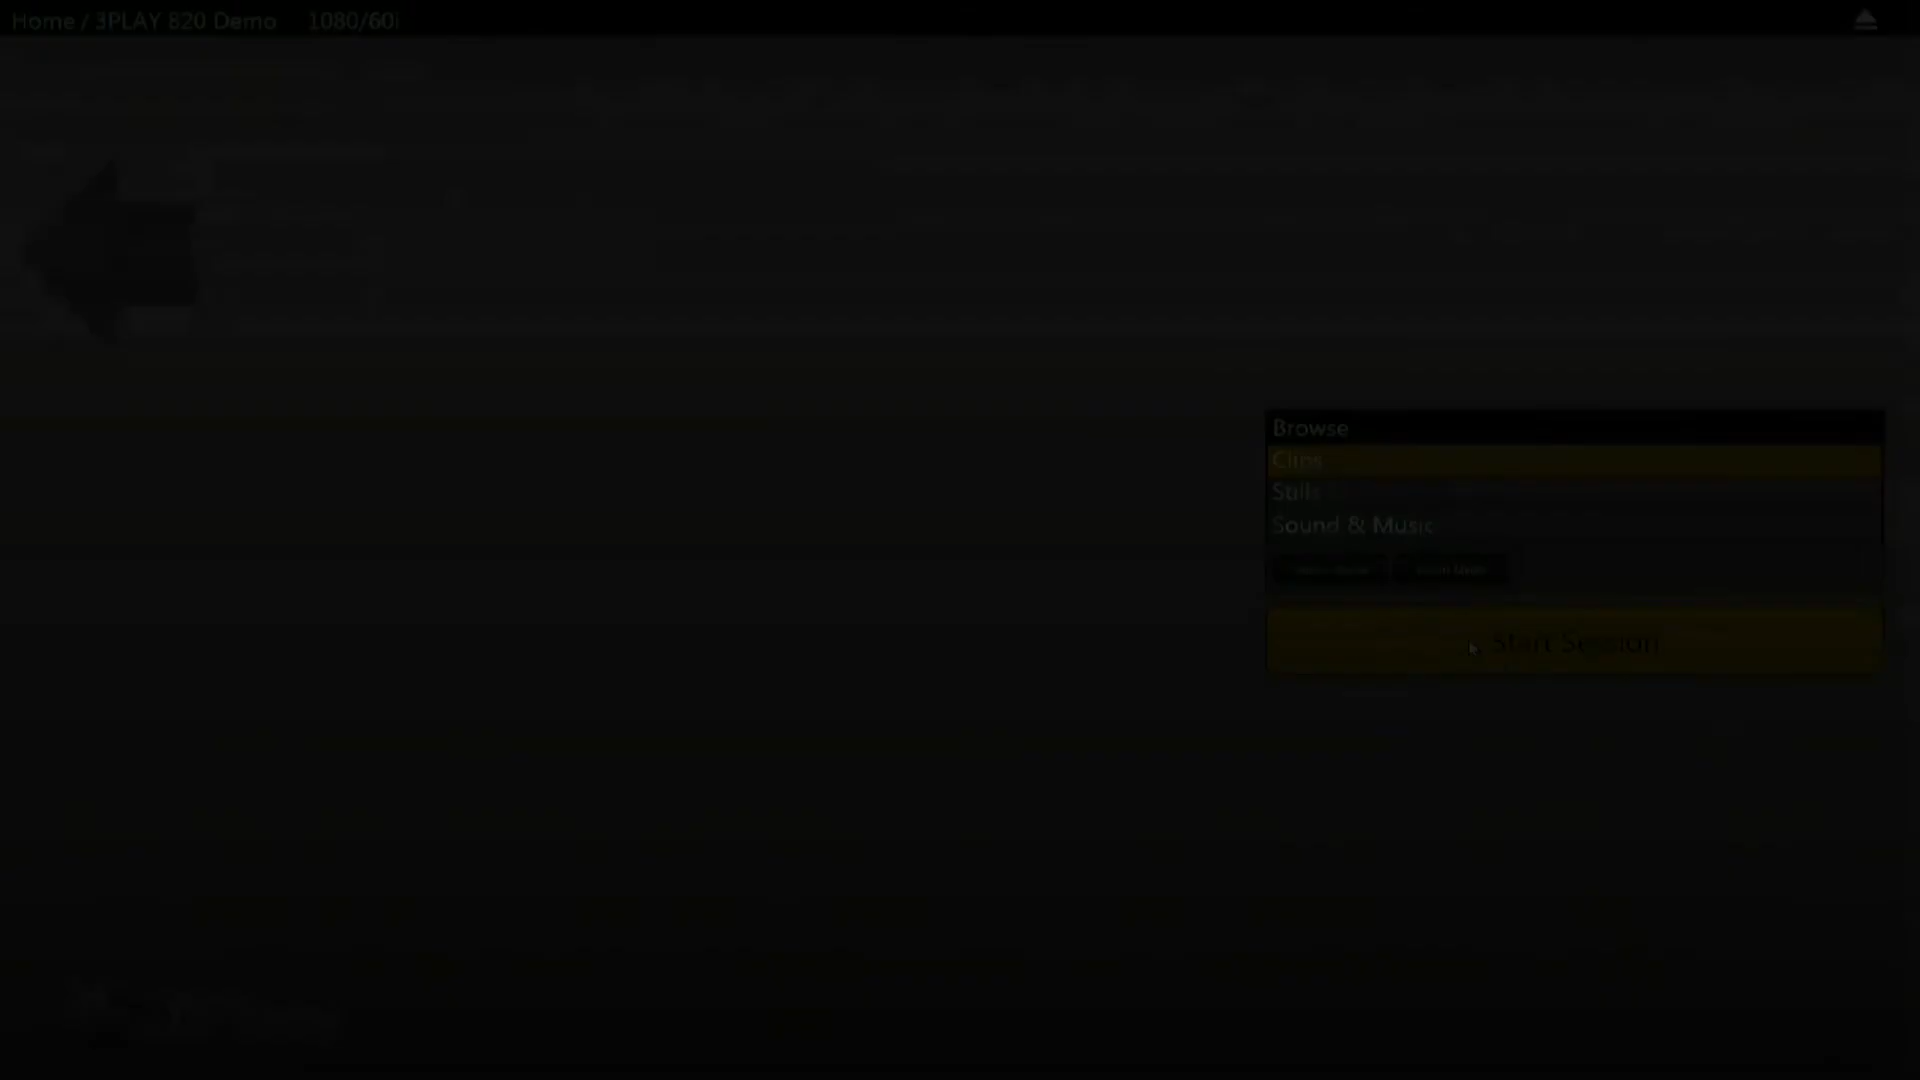 Home / 3PLAY 820 Demo 1080/60i
Browse
Clips
Stills
Sound & Music
Start Session